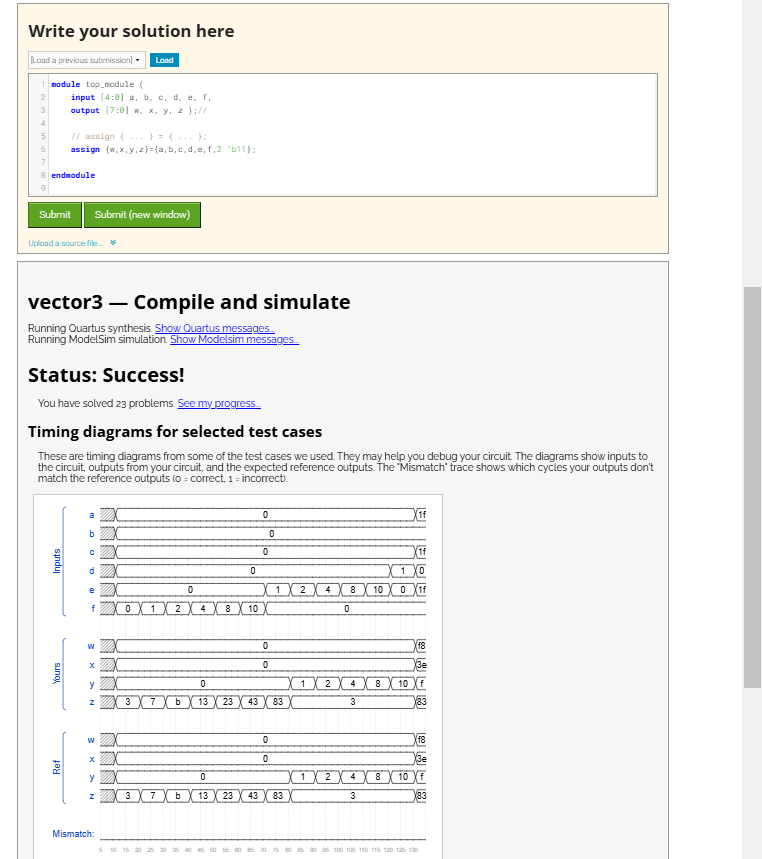 Write your solution here
[Load a previous submission] Load
1 module top_module (
2 input [4:0] a, b, c, d, e, f,
3 output [7:0] w, x, y, z );//
4
5 // assign { ... } = { ... };
6 assign {w,x,y,z}={a,b,c,d,e,f,2 'b11};
7
8 endmodule
9
Submit Submit (new window)
Upload a source file...
vector3 — Compile and simulate
Running Quartus synthesis. Show Quartus messages...
Running ModelSim simulation. Show Modelsim messages...
Status: Success!
You have solved 23 problems. See my progress...
Timing diagrams for selected test cases
These are timing diagrams from some of the test cases we used. They may help you debug your circuit. The diagrams show inputs to
the circuit, outputs from your circuit, and the expected reference outputs. The "Mismatch" trace shows which cycles your outputs don't
match the reference outputs (0 = correct, 1 = incorrect).
Inputs
a 0 1f
b 0
c 0 1f
d 0 1 0
e 0 1 2 4 8 10 0 1f
f 0 1 2 4 8 10 0
Yours
w 0 f8
x 0 3e
y 0 1 2 4 8 10 f
z 3 7 b 13 23 43 83 3 83
Ref
w 0 f8
x 0 3e
y 0 1 2 4 8 10 f
z 3 7 b 13 23 43 83 3 83
Mismatch:
5 10 15 20 25 30 35 40 45 50 55 60 65 70 75 80 85 90 95 100 105 110 115 120 125 130